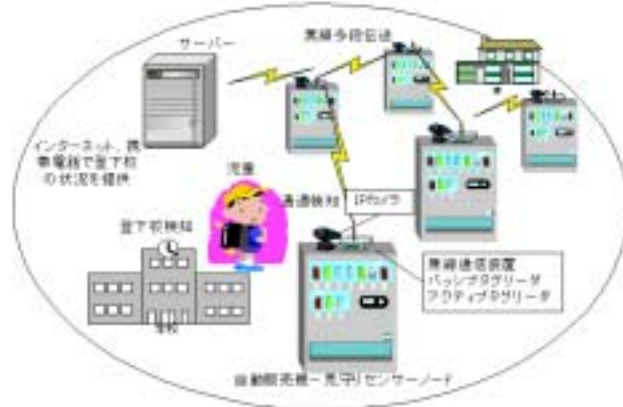 サーバー
無線多段伝送
インターネット、携
帯電話で登下校
の状況を提供
児童
通過検知
IPカメラ
登下校検知
無線通信装置
パッシブタグリーダ
アクティブタグリーダ
学校
自動販売機－見守りセンサーノード